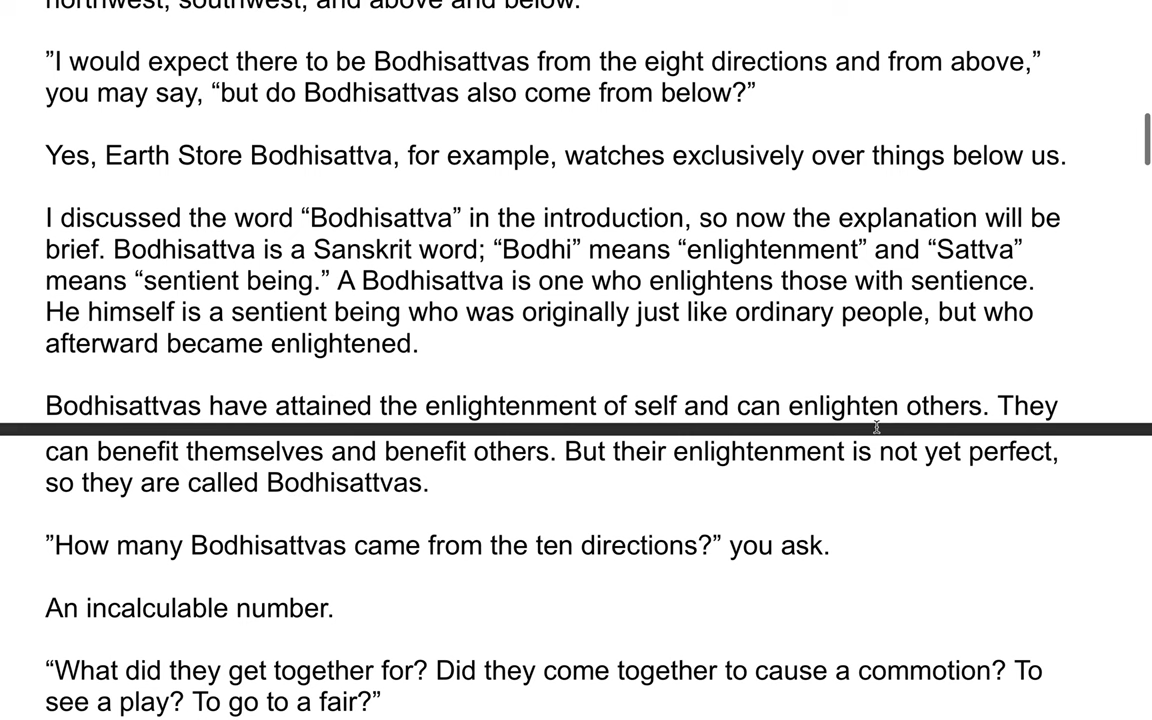 northwest, southwest, and above and below.
”I would expect there to be Bodhisattvas from the eight directions and from above,”
you may say, “but do Bodhisattvas also come from below?”
Yes, Earth Store Bodhisattva, for example, watches exclusively over things below us.
I discussed the word “Bodhisattva” in the introduction, so now the explanation will be
brief. Bodhisattva is a Sanskrit word; “Bodhi” means “enlightenment” and “Sattva”
means “sentient being.” A Bodhisattva is one who enlightens those with sentience.
He himself is a sentient being who was originally just like ordinary people, but who
afterward became enlightened.
Bodhisattvas have attained the enlightenment of self and can enlighten others. They
can benefit themselves and benefit others. But their enlightenment is not yet perfect,
so they are called Bodhisattvas.
”How many Bodhisattvas came from the ten directions?” you ask.
An incalculable number.
“What did they get together for? Did they come together to cause a commotion? To
see a play? To go to a fair?”